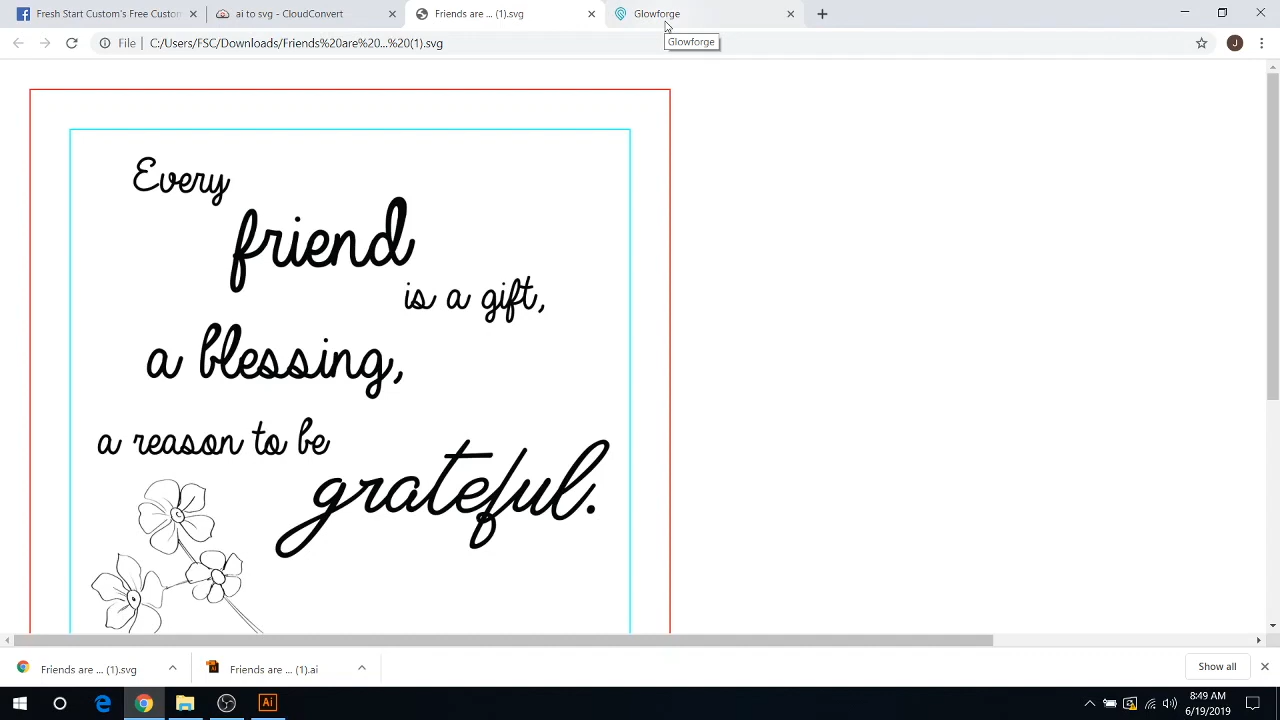 Fresh Start Custom's Free Custom
ai to svg - CloudConvert
Friends are ... (1).svg
Glowforge
File
C:/Users/FSC/Downloads/Friends%20are%20...%20(1).svg
J
Glowforge
Every
friend
is a gift,
a blessing,
a reason to be
grateful.
Friends are ... (1).svg
Friends are ... (1).ai
Show all
Ai
8:49 AM
6/19/2019